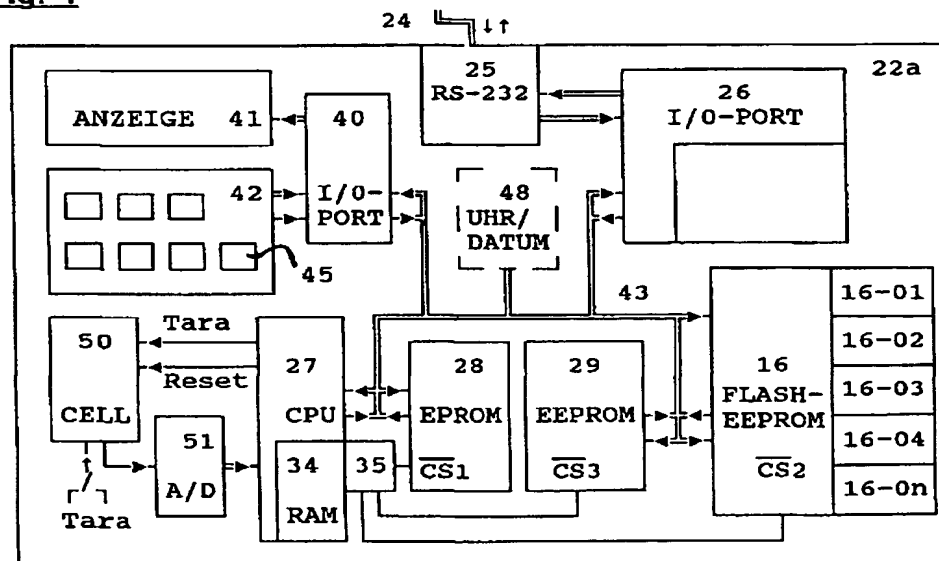 24 ↓↑
22a
25
RS-232
26
I/O-PORT
ANZEIGE 41
40
I/O-
PORT
42
45
48
UHR/
DATUM
43
50
CELL
Tara
Reset
27
CPU
28
EPROM
CS1
29
EEPROM
CS3
16
FLASH-
EEPROM
CS2
16-01
16-02
16-03
16-04
16-0n
51
A/D
34
RAM
35
Tara